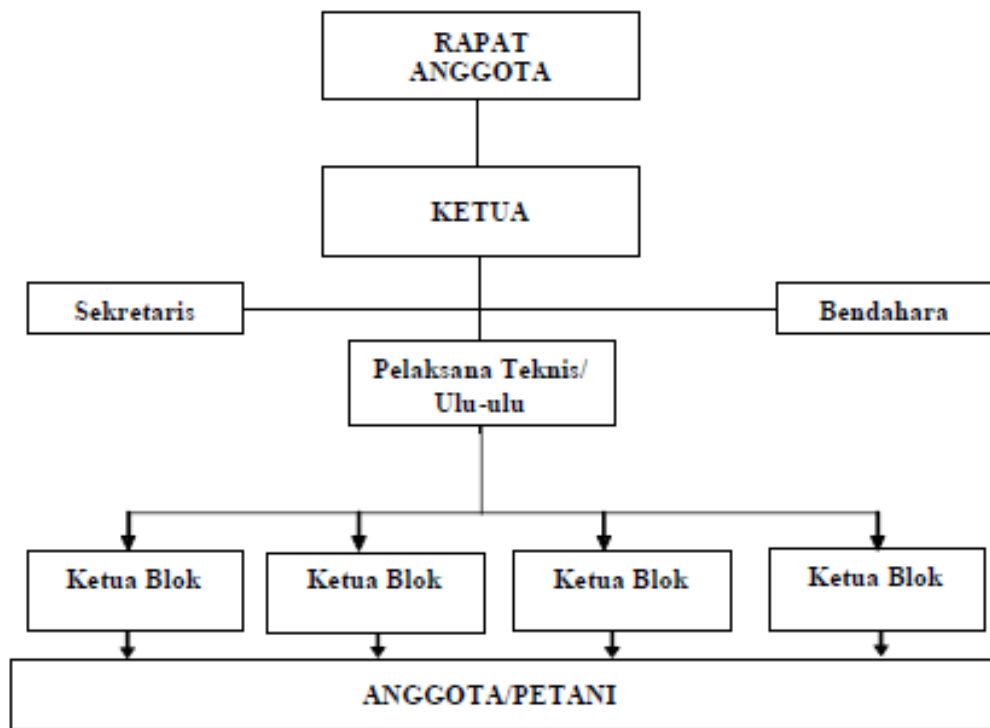 RAPAT
ANGGOTA
KETUA
Sekretaris
Bendahara
Pelaksana Teknis/
Ulu-ulu
Ketua Blok
Ketua Blok
Ketua Blok
Ketua Blok
ANGGOTA/PETANI